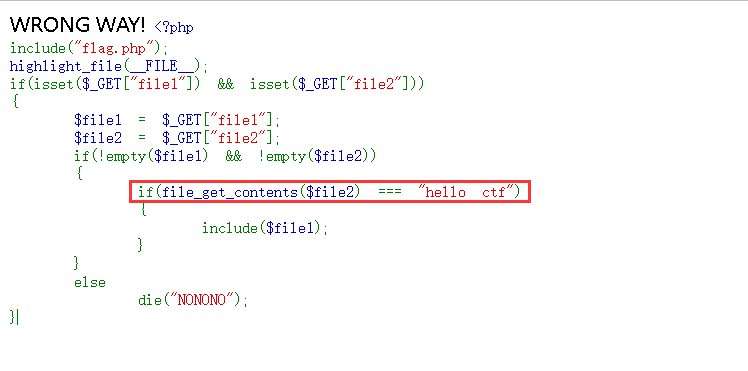 WRONG WAY! <?php
include("flag.php");
highlight_file(__FILE__);
if(isset($_GET["file1"]) && isset($_GET["file2"]))
{
$file1 = $_GET["file1"];
$file2 = $_GET["file2"];
if(!empty($file1) && !empty($file2))
{
if(file_get_contents($file2) === "hello ctf")
{
include($file1);
}
}
else
die("NONONO");
}